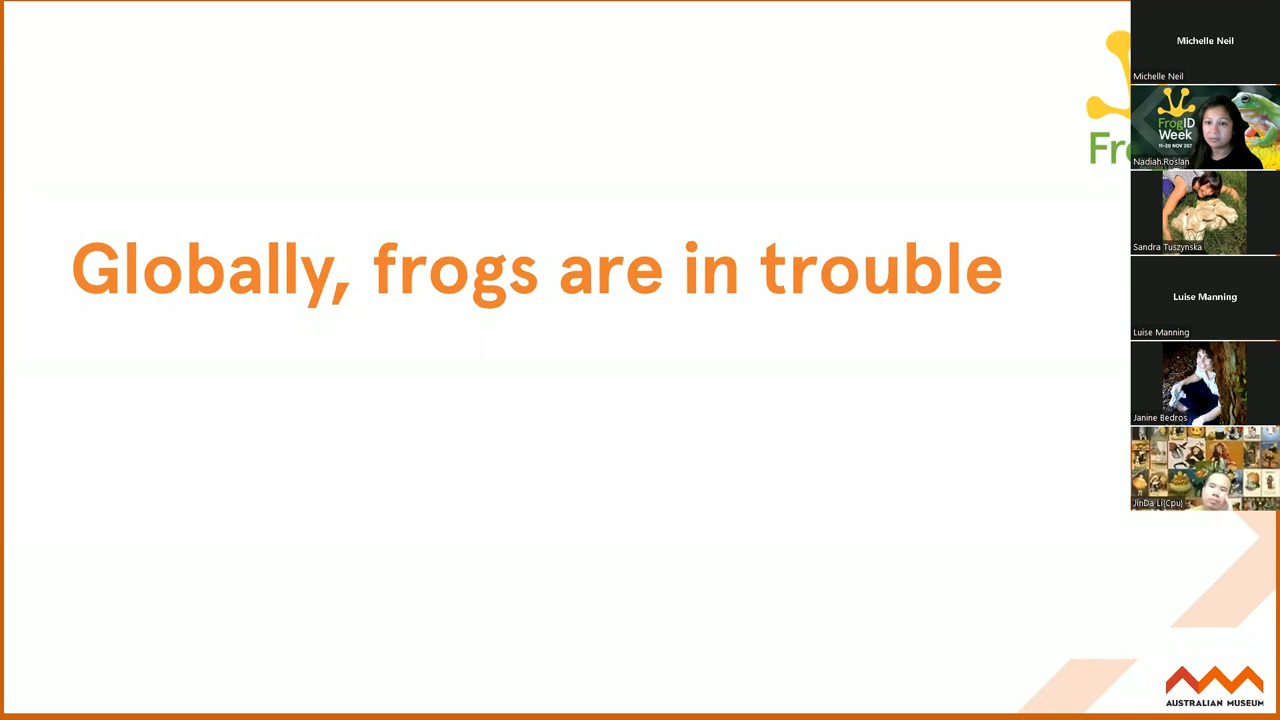 Globally, frogs are in trouble
Fro
Michelle Neil
Michelle Neil
FrogID
Week
Nadiah.Roslan
Sandra Tuszynska
Luise Manning
Luise Manning
Janine Bedros
JinDa Li(Cpu)
AUSTRALIAN MUSEUM